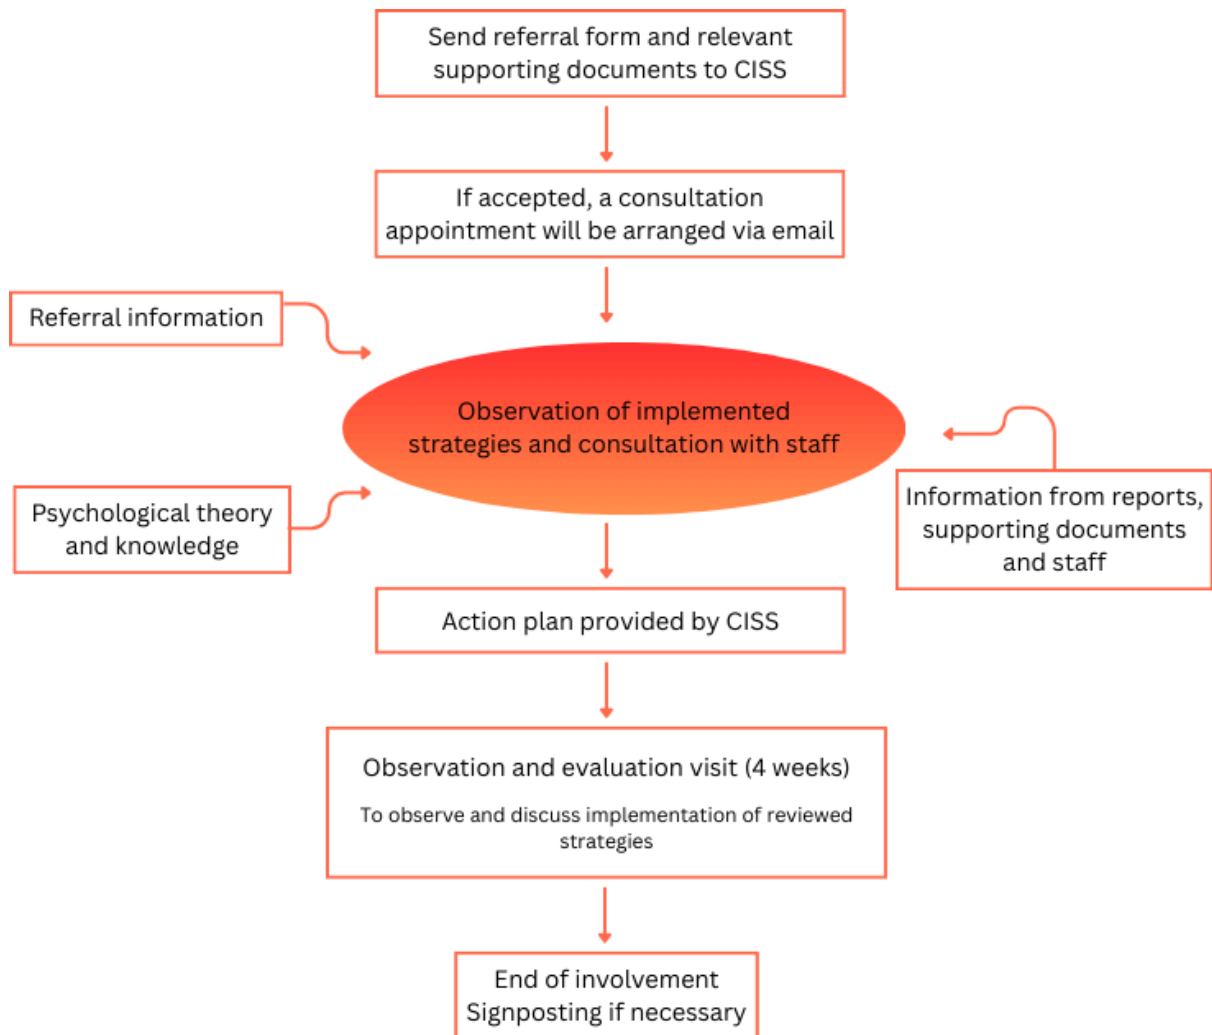 Send referral form and relevant
supporting documents to CISS
If accepted, a consultation
appointment will be arranged via email
Referral information
Observation of implemented
strategies and consultation with staff
Psychological theory
and knowledge
Information from reports,
supporting documents
and staff
Action plan provided by CISS
Observation and evaluation visit (4 weeks)
To observe and discuss implementation of reviewed
strategies
End of involvement
Signposting if necessary